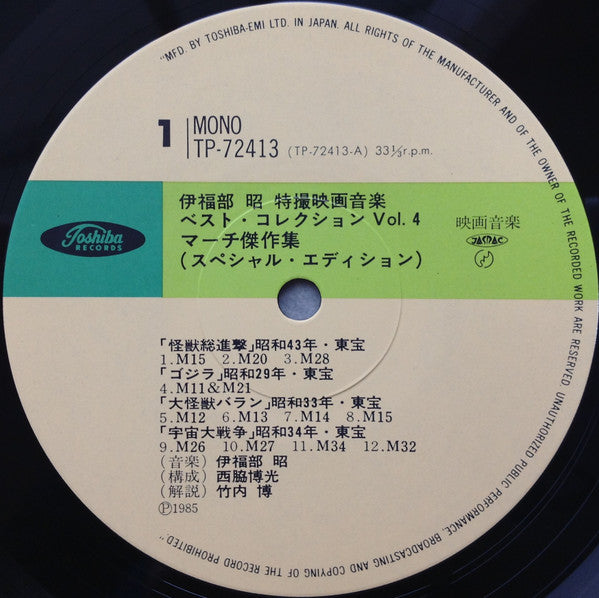 "MFD. BY TOSHIBA-EMI LTD. IN JAPAN. ALL RIGHTS OF THE MANUFACTURER AND OF THE OWNER OF THE RECORDED WORK ARE RESERVED. UNAUTHORIZED PUBLIC PERFORMANCE, BROADCASTING AND COPYING OF THE RECORD PROHIBITED."
1
MONO
TP-72413 (TP-72413-A) 33⅓r.p.m.
Toshiba
RECORDS
伊福部 昭 特撮映画音楽
ベスト・コレクション Vol. 4
マーチ傑作集
(スペシャル・エディション)
映画音楽
JASRAC
「怪獣総進撃」昭和43年・東宝
1.M15 2.M20 3.M28
「ゴジラ」昭和29年・東宝
4.M11&M21
「大怪獣バラン」昭和33年・東宝
5.M12 6.M13 7.M14 8.M15
「宇宙大戦争」昭和34年・東宝
9.M26 10.M27 11.M34 12.M32
(音楽) 伊福部 昭
(構成) 西脇博光
(解説) 竹内 博
Ⓟ1985